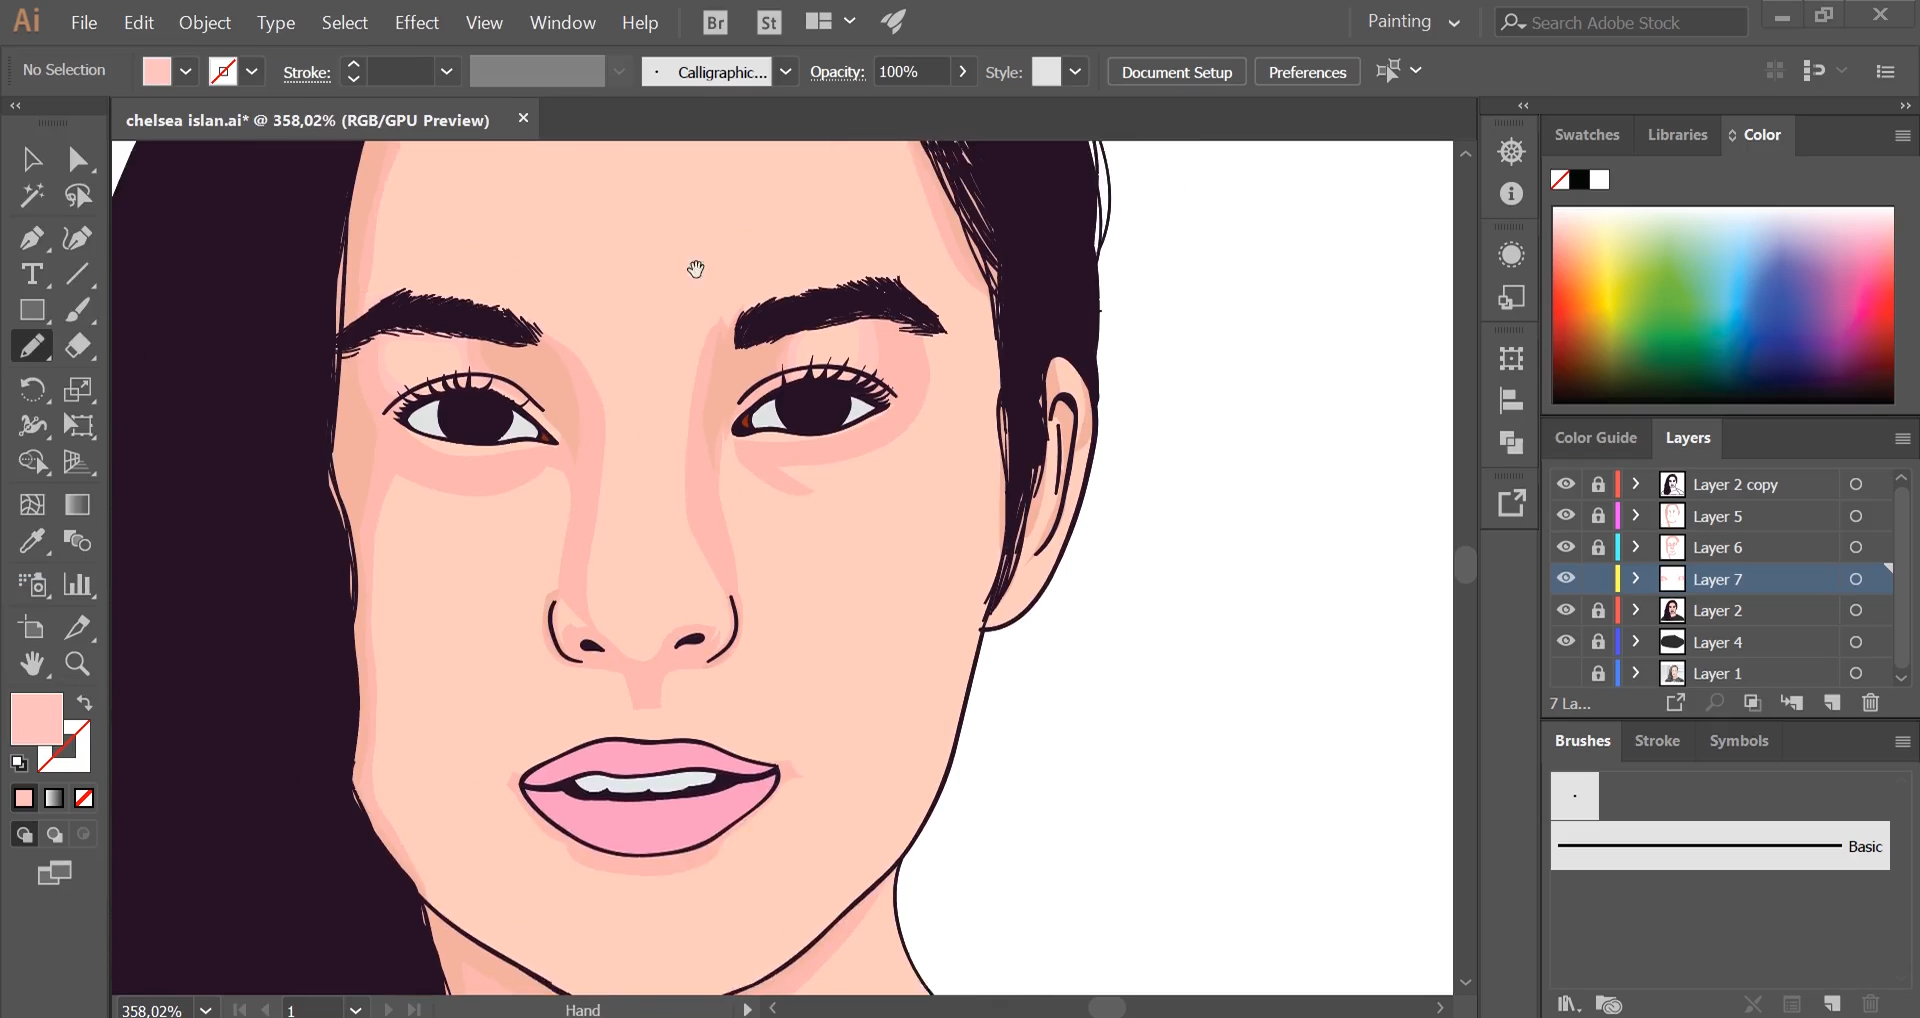 Ai File Edit Object Type Select Effect View Window Help Br St Painting Search Adobe Stock
No Selection Stroke: Calligraphic... Opacity: 100% Style: Document Setup Preferences
chelsea islan.ai* @ 358,02% (RGB/GPU Preview)
Swatches Libraries Color
Color Guide Layers
Layer 2 copy
Layer 5
Layer 6
Layer 7
Layer 2
Layer 4
Layer 1
7 La...
Brushes Stroke Symbols
Basic
358,02% 1 Hand